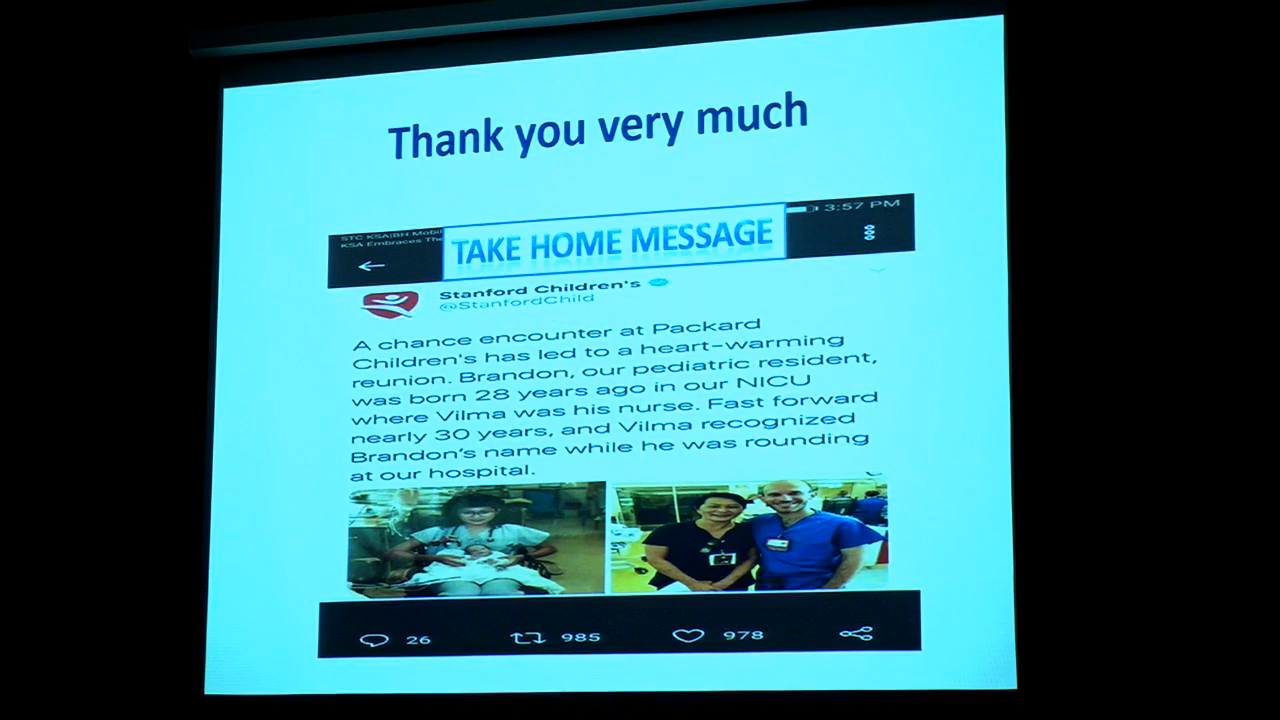 Thank you very much
STC KSA|BH Mobil
3:57 PM
KSA Embraces The
TAKE HOME MESSAGE
Stanford Children's
@StanfordChild
A chance encounter at Packard
Children's has led to a heart-warming
reunion. Brandon, our pediatric resident,
was born 28 years ago in our NICU
where Vilma was his nurse. Fast forward
nearly 30 years, and Vilma recognized
Brandon's name while he was rounding
at our hospital.
26 985 978